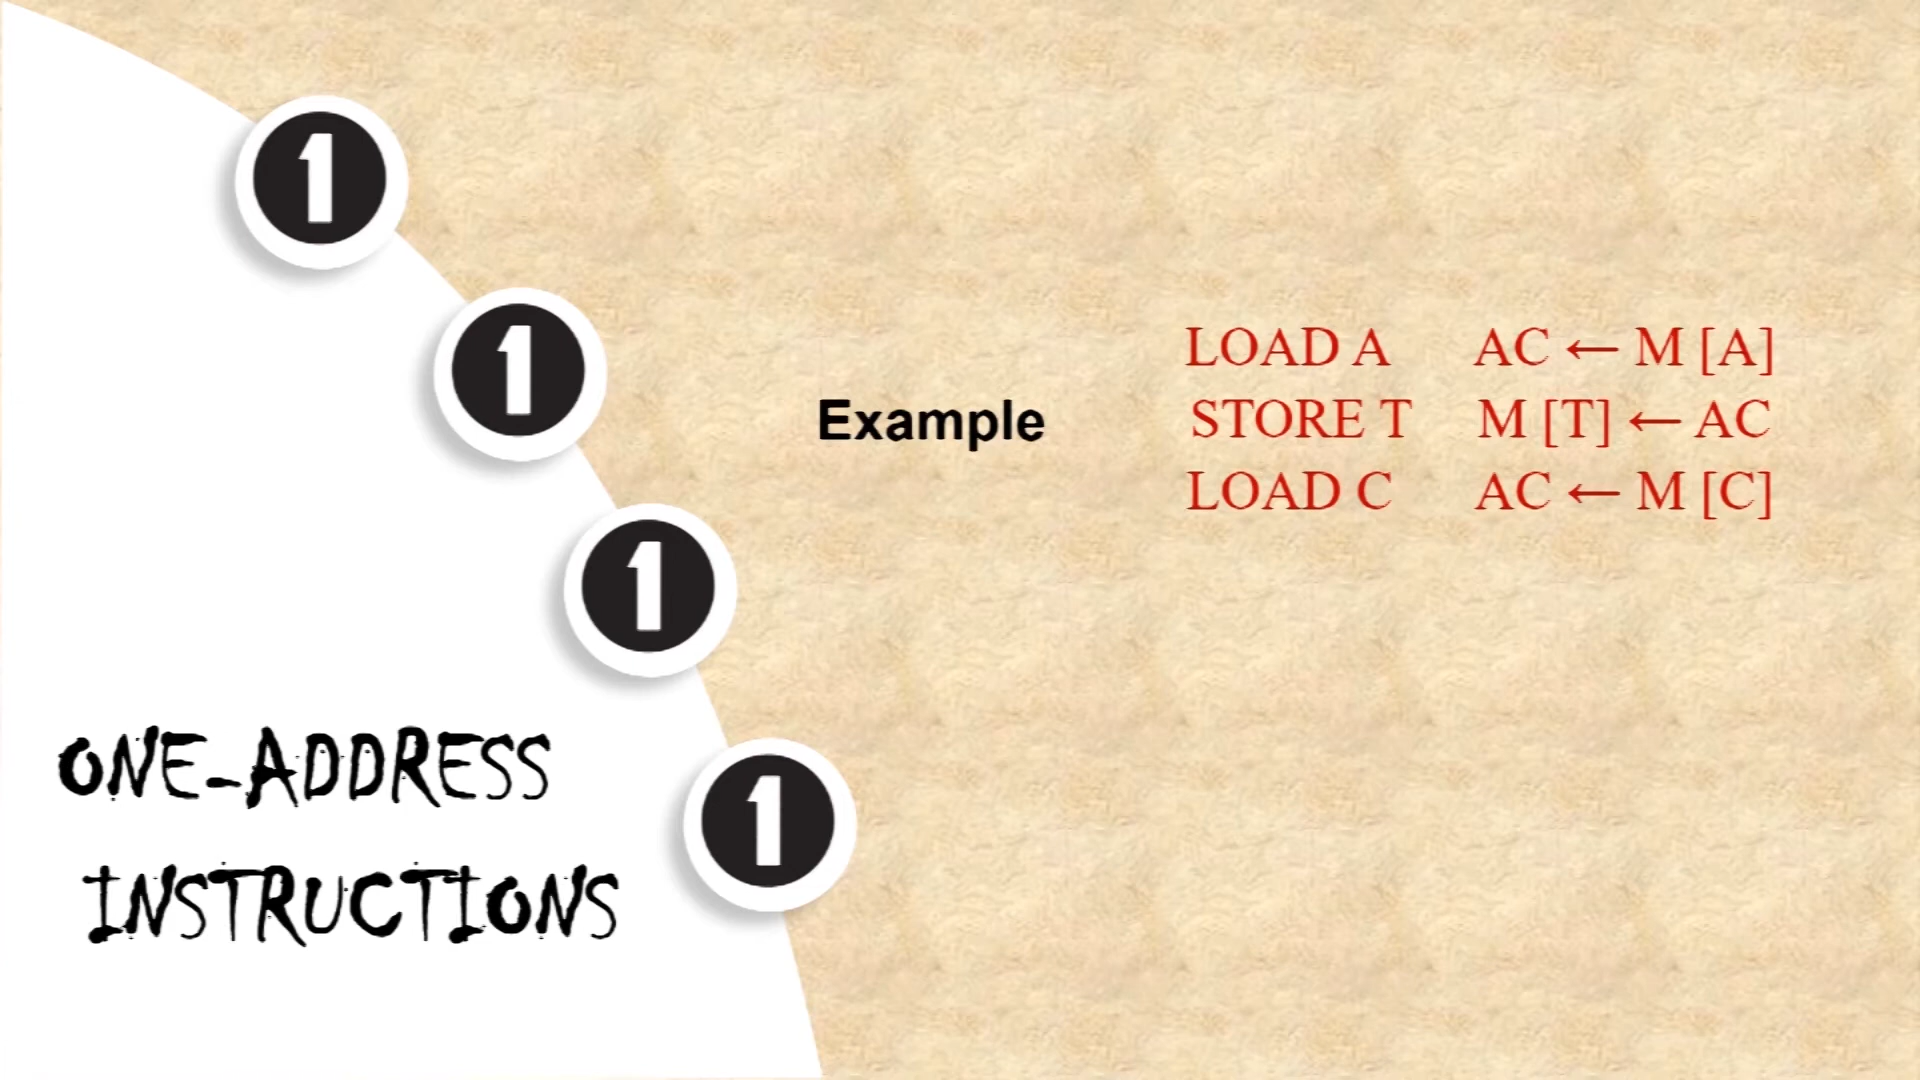 1
1
1
1
ONE-ADDRESS
INSTRUCTIONS
Example
LOAD A AC ← M [A]
STORE T M [T] ← AC
LOAD C AC ← M [C]